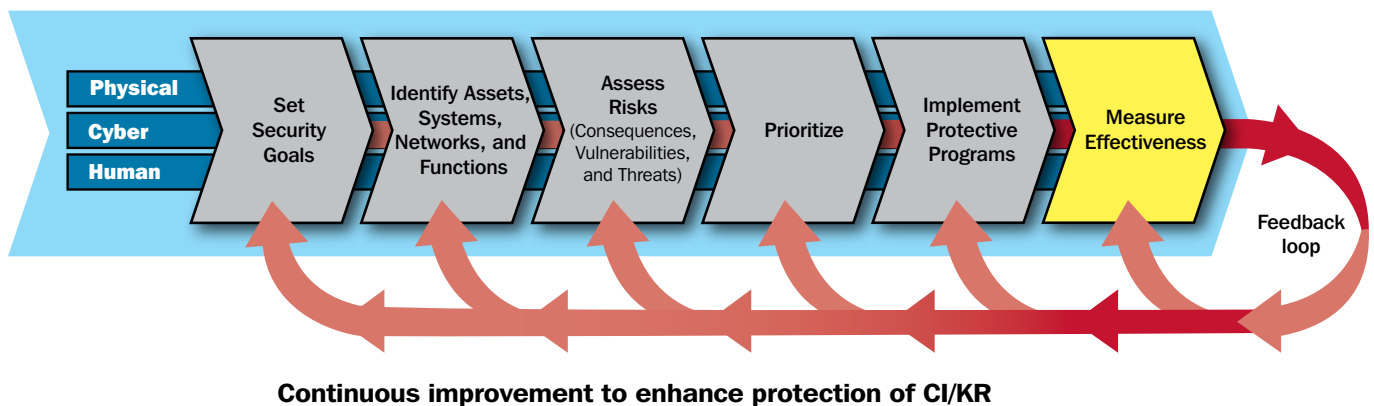 Physical
Cyber
Human
Set
Security
Goals
Identify Assets,
Systems,
Networks, and
Functions
Assess
Risks
(Consequences,
Vulnerabilities,
and Threats)
Prioritize
Implement
Protective
Programs
Measure
Effectiveness
Feedback
loop
Continuous improvement to enhance protection of CI/KR